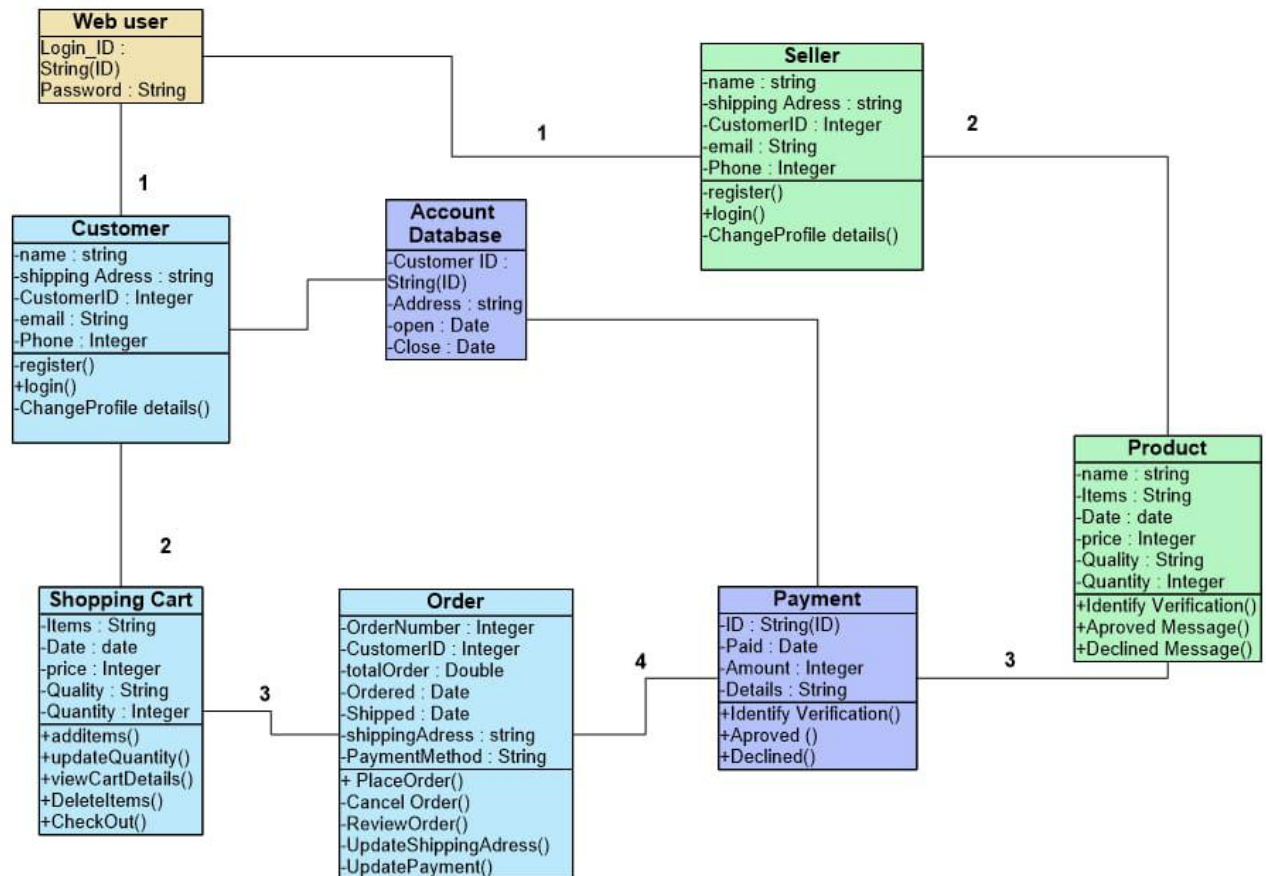 Web user
Login_ID :
String(ID)
Password : String
1
1
2
Seller
-name : string
-shipping Adress : string
-CustomerID : Integer
-email : String
-Phone : Integer
-register()
+login()
-ChangeProfile details()
Customer
-name : string
-shipping Adress : string
-CustomerID : Integer
-email : String
-Phone : Integer
-register()
+login()
-ChangeProfile details()
Account
Database
-Customer ID :
String(ID)
-Address : string
-open : Date
-Close : Date
Product
-name : string
-Items : String
-Date : date
-price : Integer
-Quality : String
-Quantity : Integer
+Identify Verification()
+Aproved Message()
+Declined Message()
2
Shopping Cart
-Items : String
-Date : date
-price : Integer
-Quality : String
-Quantity : Integer
+additems()
+updateQuantity()
+viewCartDetails()
+DeleteItems()
+CheckOut()
3
Order
-OrderNumber : Integer
-CustomerID : Integer
-totalOrder : Double
-Ordered : Date
-Shipped : Date
-shippingAdress : string
-PaymentMethod : String
+ PlaceOrder()
-Cancel Order()
-ReviewOrder()
-UpdateShippingAdress()
-UpdatePayment()
4
Payment
-ID : String(ID)
-Paid : Date
-Amount : Integer
-Details : String
+Identify Verification()
+Aproved ()
+Declined()
3